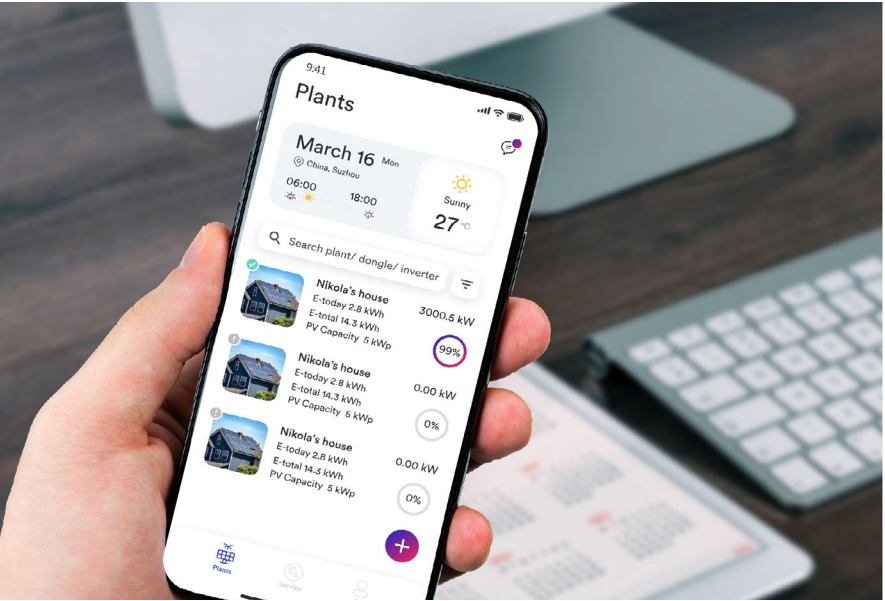 9:41
Plants
March 16 Mon
China, Suzhou
06:00
18:00
Sunny
27 °C
Search plant/ dongle/ inverter
Nikola's house
E-today 2.8 kWh
E-total 14.3 kWh
PV Capacity 5 kWp
3000.5 kW
99%
Nikola's house
E-today 2.8 kWh
E-total 14.3 kWh
PV Capacity 5 kWp
0.00 kW
0%
Nikola's house
E-today 2.8 kWh
E-total 14.3 kWh
PV Capacity 5 kWp
0.00 kW
0%
Plants
Service